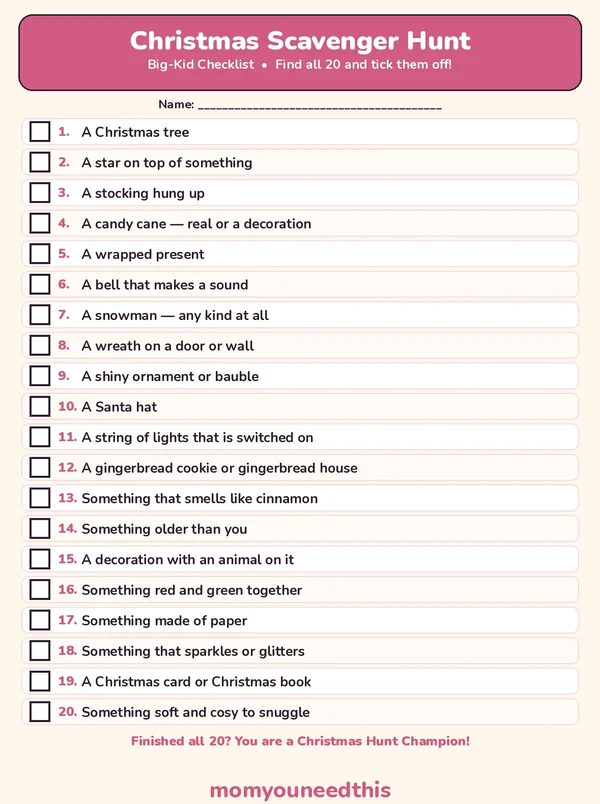 Christmas Scavenger Hunt
Big-Kid Checklist • Find all 20 and tick them off!
Name: ________________________________________
1. A Christmas tree
2. A star on top of something
3. A stocking hung up
4. A candy cane — real or a decoration
5. A wrapped present
6. A bell that makes a sound
7. A snowman — any kind at all
8. A wreath on a door or wall
9. A shiny ornament or bauble
10. A Santa hat
11. A string of lights that is switched on
12. A gingerbread cookie or gingerbread house
13. Something that smells like cinnamon
14. Something older than you
15. A decoration with an animal on it
16. Something red and green together
17. Something made of paper
18. Something that sparkles or glitters
19. A Christmas card or Christmas book
20. Something soft and cosy to snuggle
Finished all 20? You are a Christmas Hunt Champion!
momyouneedthis